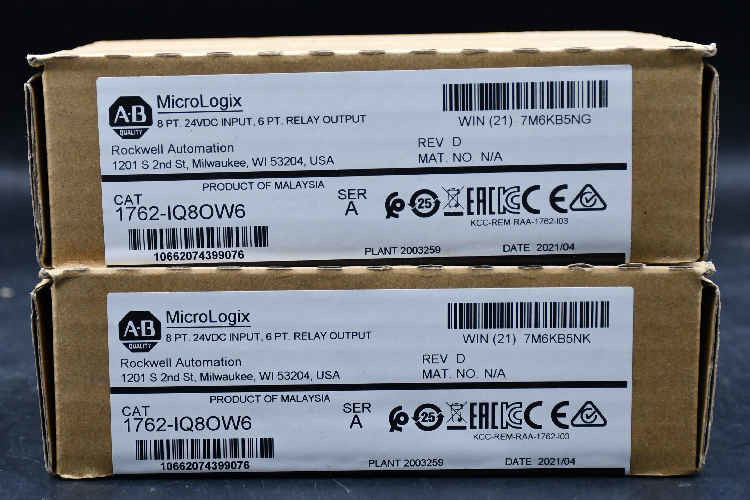 A-B
QUALITY
MicroLogix
8 PT. 24VDC INPUT, 6 PT. RELAY OUTPUT
WIN (21) 7M6KB5NG
Rockwell Automation
1201 S 2nd St, Milwaukee, WI 53204, USA
REV D
MAT. NO. N/A
PRODUCT OF MALAYSIA
CAT
1762-IQ8OW6
SER
A
25 EAC KC CE
KCC-REM-RAA-1762-I03
10662074399076
PLANT 2003259
DATE 2021/04
A-B
QUALITY
MicroLogix
8 PT. 24VDC INPUT, 6 PT. RELAY OUTPUT
WIN (21) 7M6KB5NK
Rockwell Automation
1201 S 2nd St, Milwaukee, WI 53204, USA
REV D
MAT. NO. N/A
PRODUCT OF MALAYSIA
CAT
1762-IQ8OW6
SER
A
25 EAC KC CE
KCC-REM-RAA-1762-I03
10662074399076
PLANT 2003259
DATE 2021/04